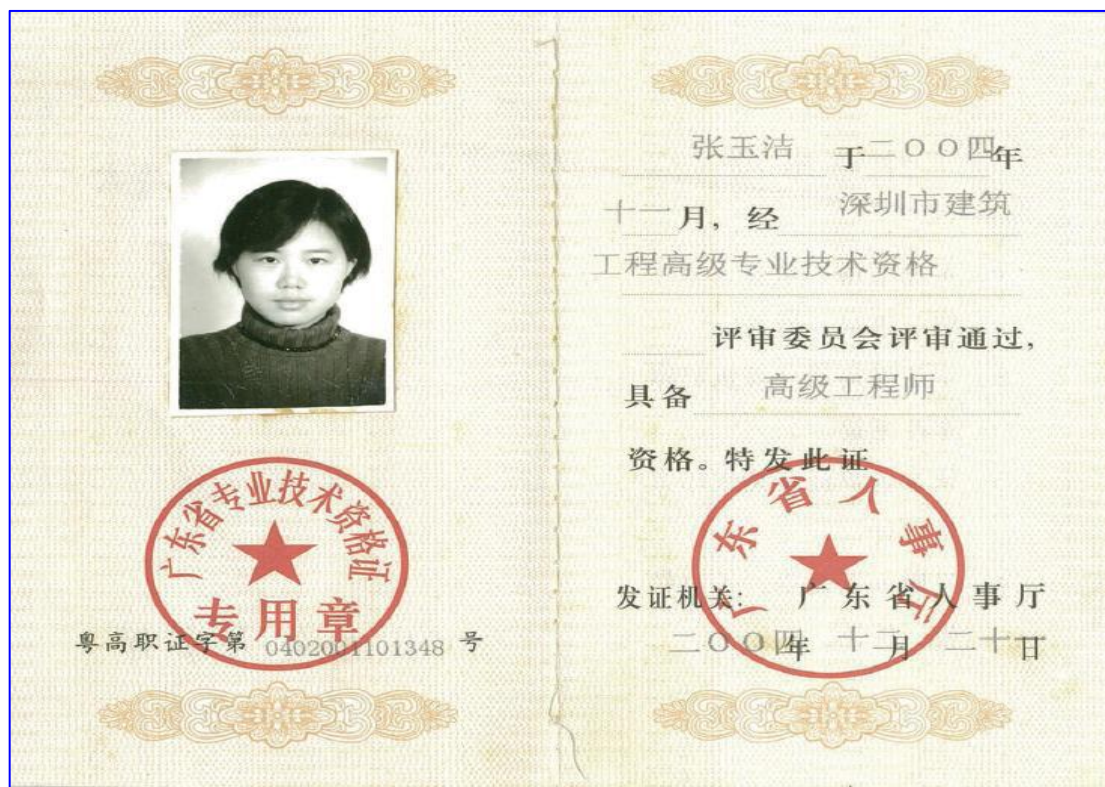 广东省专业技术资格证
专用章
粤高职证字第 0402001101348 号
张玉洁 于二〇〇四年
十一月，经 深圳市建筑
工程高级专业技术资格
评审委员会评审通过，
具备 高级工程师
资格。特发此证
广东省人事厅
发证机关： 广东省人事厅
二〇〇四年 十二月 二十一日